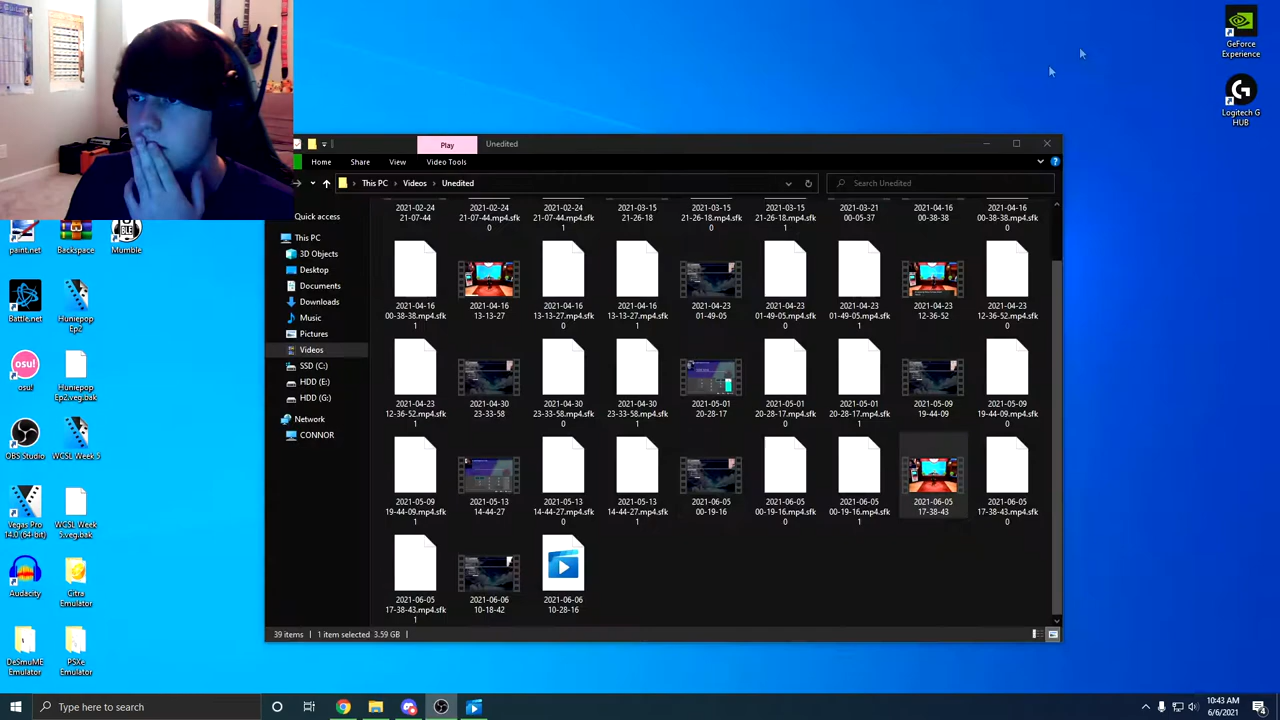 GeForce
Experience
Logitech G
HUB
Play
Unedited
Home
Share
View
Video Tools
This PC
Videos
Unedited
Search Unedited
Quick access
This PC
3D Objects
Desktop
Documents
Downloads
Music
Pictures
Videos
SSD (C:)
HDD (E:)
HDD (G:)
Network
CONNOR
2021-02-24
21-07-44
2021-02-24
21-07-44.mp4.sfk
0
2021-02-24
21-07-44.mp4.sfk
1
2021-03-15
21-26-18
2021-03-15
21-26-18.mp4.sfk
0
2021-03-15
21-26-18.mp4.sfk
1
2021-03-21
00-05-37
2021-04-16
00-38-38
2021-04-16
00-38-38.mp4.sfk
0
2021-04-16
00-38-38.mp4.sfk
1
2021-04-16
13-13-27
2021-04-16
13-13-27.mp4.sfk
0
2021-04-16
13-13-27.mp4.sfk
1
2021-04-23
01-49-05
2021-04-23
01-49-05.mp4.sfk
0
2021-04-23
01-49-05.mp4.sfk
1
2021-04-23
12-36-52
2021-04-23
12-36-52.mp4.sfk
0
2021-04-23
12-36-52.mp4.sfk
1
2021-04-30
23-33-58
2021-04-30
23-33-58.mp4.sfk
0
2021-04-30
23-33-58.mp4.sfk
1
2021-05-01
20-28-17
2021-05-01
20-28-17.mp4.sfk
0
2021-05-01
20-28-17.mp4.sfk
1
2021-05-09
19-44-09
2021-05-09
19-44-09.mp4.sfk
0
2021-05-09
19-44-09.mp4.sfk
1
2021-05-13
14-44-27
2021-05-13
14-44-27.mp4.sfk
0
2021-05-13
14-44-27.mp4.sfk
1
2021-06-05
00-19-16
2021-06-05
00-19-16.mp4.sfk
0
2021-06-05
00-19-16.mp4.sfk
1
2021-06-05
17-38-43
2021-06-05
17-38-43.mp4.sfk
0
2021-06-05
17-38-43.mp4.sfk
1
2021-06-06
10-18-42
2021-06-06
10-28-16
39 items
1 item selected 3.59 GB
paint.net
Backspace
BLE
Mumble
Battle.net
Huniepop
Ep2
osu!
osu!
Huniepop
Ep2.veg.bak
OBS Studio
WCSL Week 5
Vegas Pro
14.0 (64-bit)
WCSL Week
5.veg.bak
Audacity
Citra
Emulator
DeSmuME
Emulator
PSXe
Emulator
Type here to search
10:43 AM
6/6/2021
4